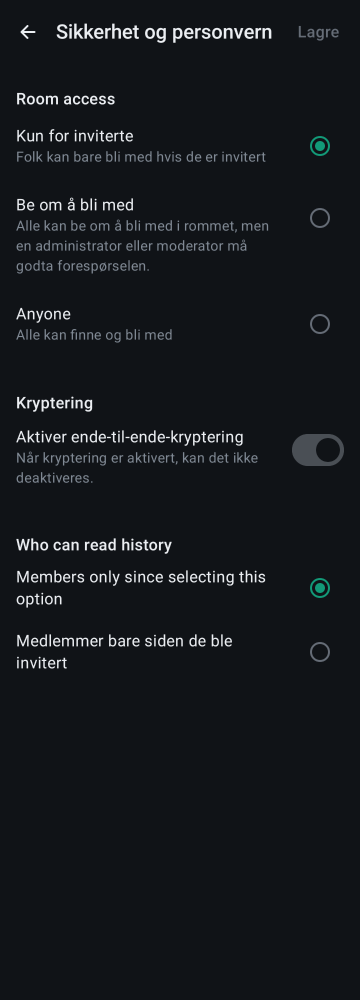 Sikkerhet og personvern
Lagre
Room access
Kun for inviterte
Folk kan bare bli med hvis de er invitert
Be om å bli med
Alle kan be om å bli med i rommet, men
en administrator eller moderator må
godta forespørselen.
Anyone
Alle kan finne og bli med
Kryptering
Aktiver ende-til-ende-kryptering
Når kryptering er aktivert, kan det ikke
deaktiveres.
Who can read history
Members only since selecting this
option
Medlemmer bare siden de ble
invitert